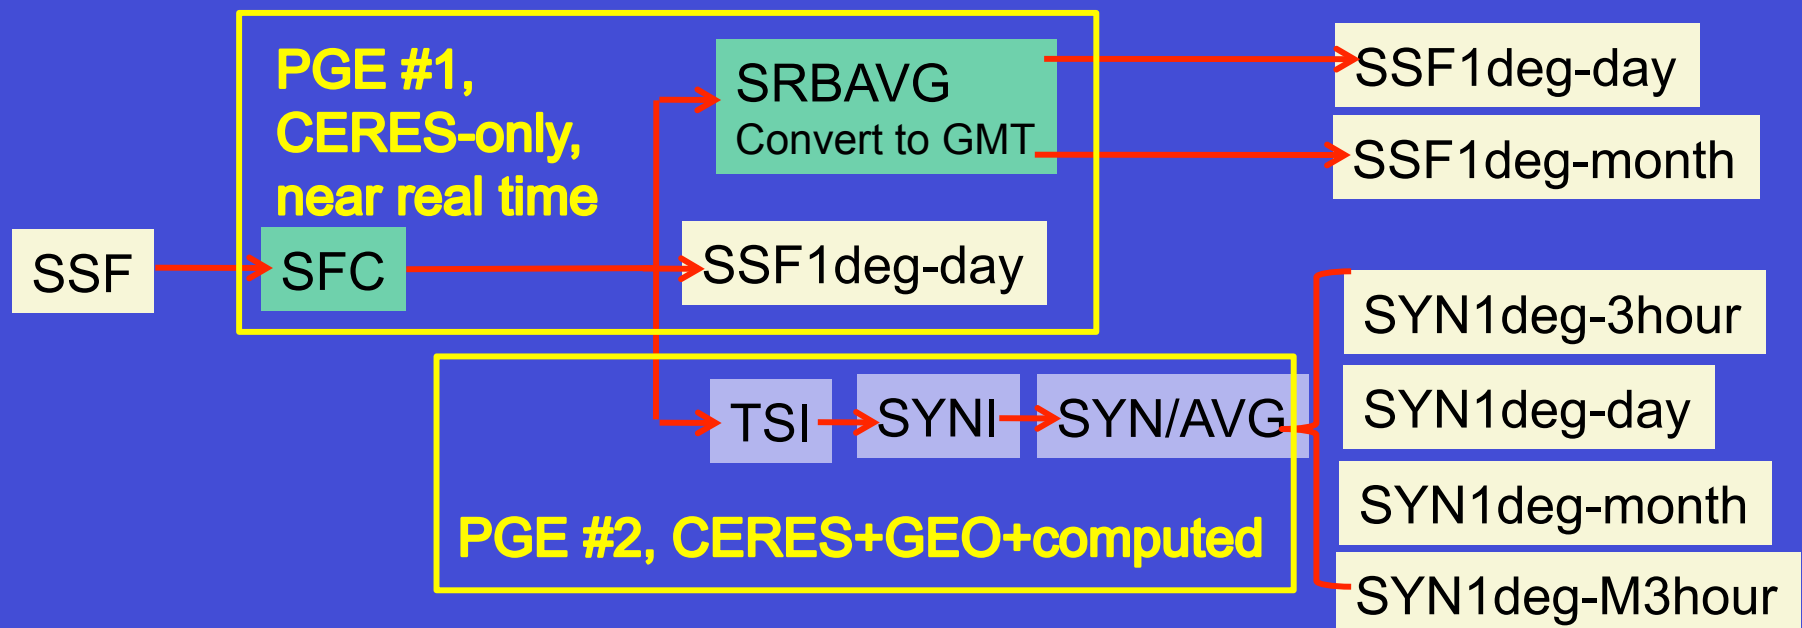 PGE #1,
CERES-only,
near real time
SRBAVG
Convert to GMT
SSF1deg-day
SSF1deg-month
SSF
SFC
SSF1deg-day
TSI
SYNI
SYN/AVG
SYN1deg-3hour
SYN1deg-day
SYN1deg-month
SYN1deg-M3hour
PGE #2, CERES+GEO+computed